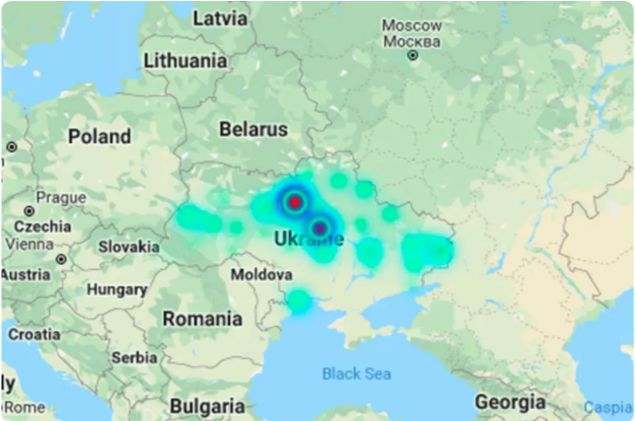 Latvia
Moscow
Москва
Lithuania
Belarus
Poland
Prague
Czechia
Vienna
Slovakia
Ukraine
Austria
Moldova
Hungary
Romania
Croatia
Serbia
Black Sea
ly
Rome
Bulgaria
Georgia
Caspia